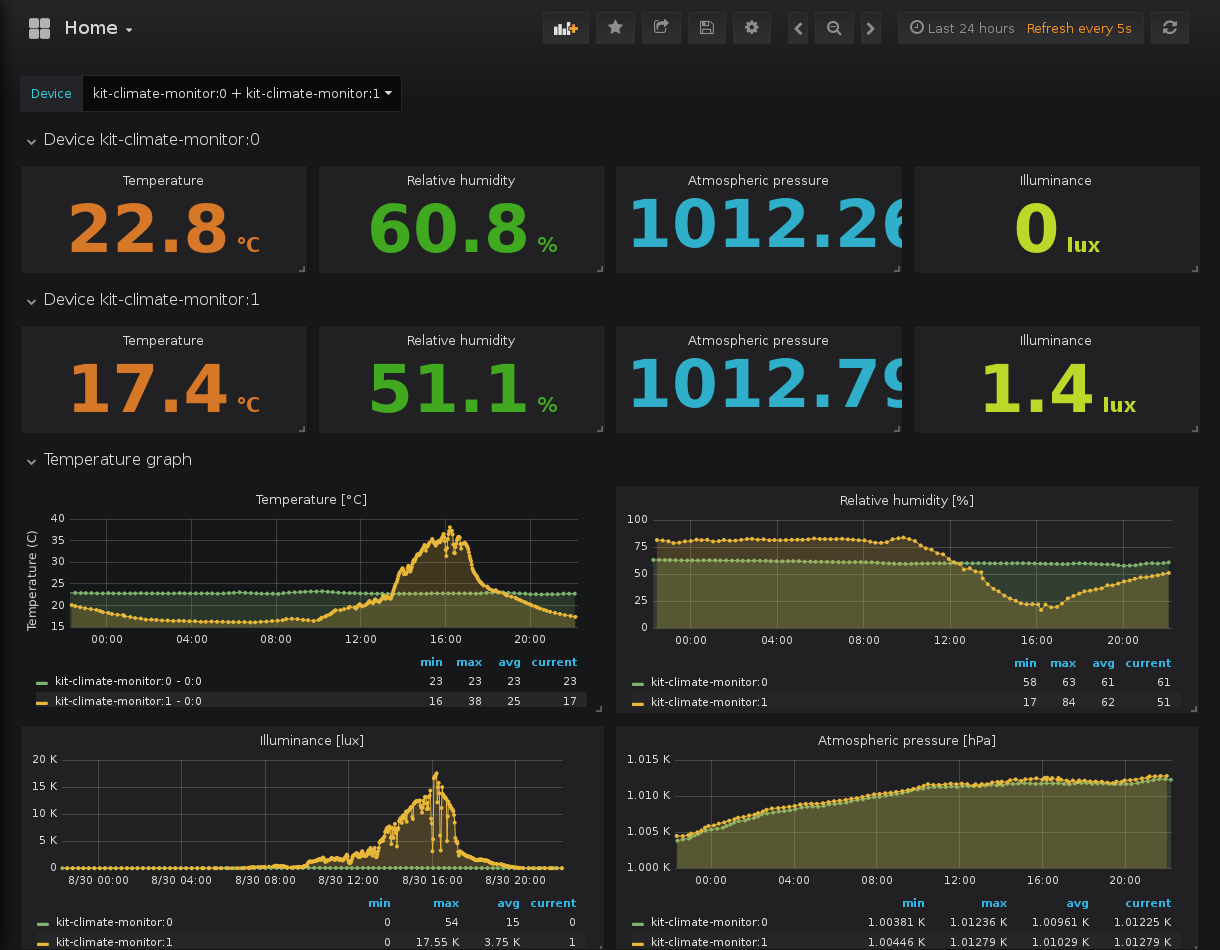 Home
Last 24 hours Refresh every 5s
Device kit-climate-monitor:0 + kit-climate-monitor:1
Device kit-climate-monitor:0
Temperature Relative humidity Atmospheric pressure Illuminance
22.8 °C 60.8 % 1012.26 0 lux
Device kit-climate-monitor:1
Temperature Relative humidity Atmospheric pressure Illuminance
17.4 °C 51.1 % 1012.79 1.4 lux
Temperature graph
Temperature [°C]
Temperature (C)
40
35
30
25
20
15
00:00 04:00 08:00 12:00 16:00 20:00
min max avg current
kit-climate-monitor:0 - 0:0 23 23 23 23
kit-climate-monitor:1 - 0:0 16 38 25 17
Relative humidity [%]
100
75
50
25
0
00:00 04:00 08:00 12:00 16:00 20:00
min max avg current
kit-climate-monitor:0 58 63 61 61
kit-climate-monitor:1 17 84 62 51
Illuminance [lux]
20 K
15 K
10 K
5 K
0
8/30 00:00 8/30 04:00 8/30 08:00 8/30 12:00 8/30 16:00 8/30 20:00
min max avg current
kit-climate-monitor:0 0 54 15 0
kit-climate-monitor:1 0 17.55 K 3.75 K 1
Atmospheric pressure [hPa]
1.015 K
1.010 K
1.005 K
1.000 K
00:00 04:00 08:00 12:00 16:00 20:00
min max avg current
kit-climate-monitor:0 1.00381 K 1.01236 K 1.00961 K 1.01225 K
kit-climate-monitor:1 1.00446 K 1.01279 K 1.01029 K 1.01279 K